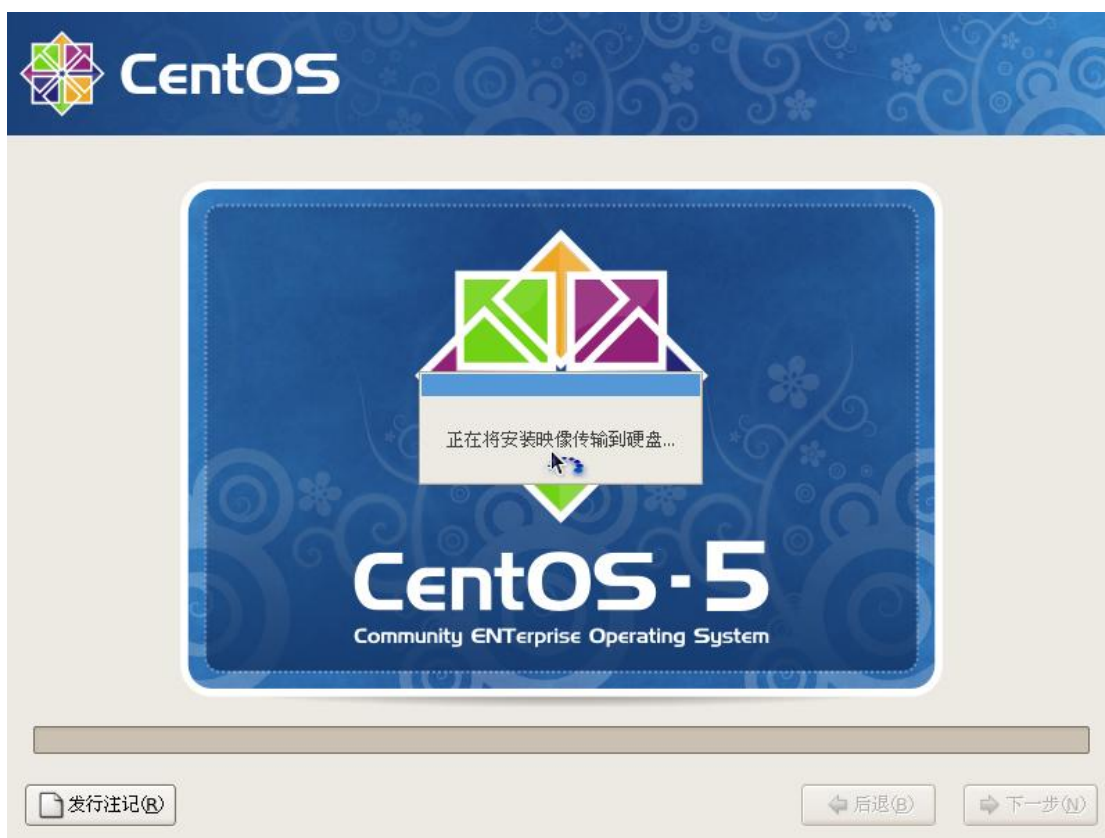 CentOS
正在将安装映像传输到硬盘...
CentOS-5
Community ENTerprise Operating System
发行注记(R)
后退(B)
下一步(N)